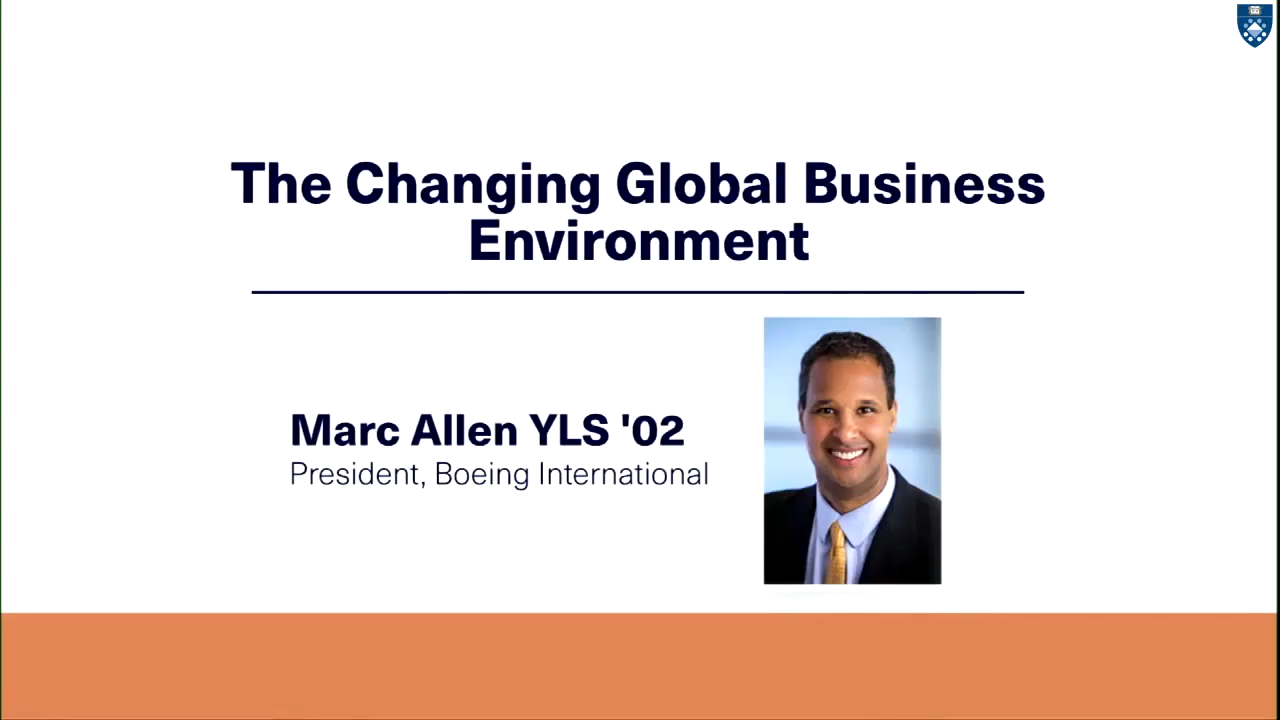 The Changing Global Business
Environment
Marc Allen YLS '02
President, Boeing International